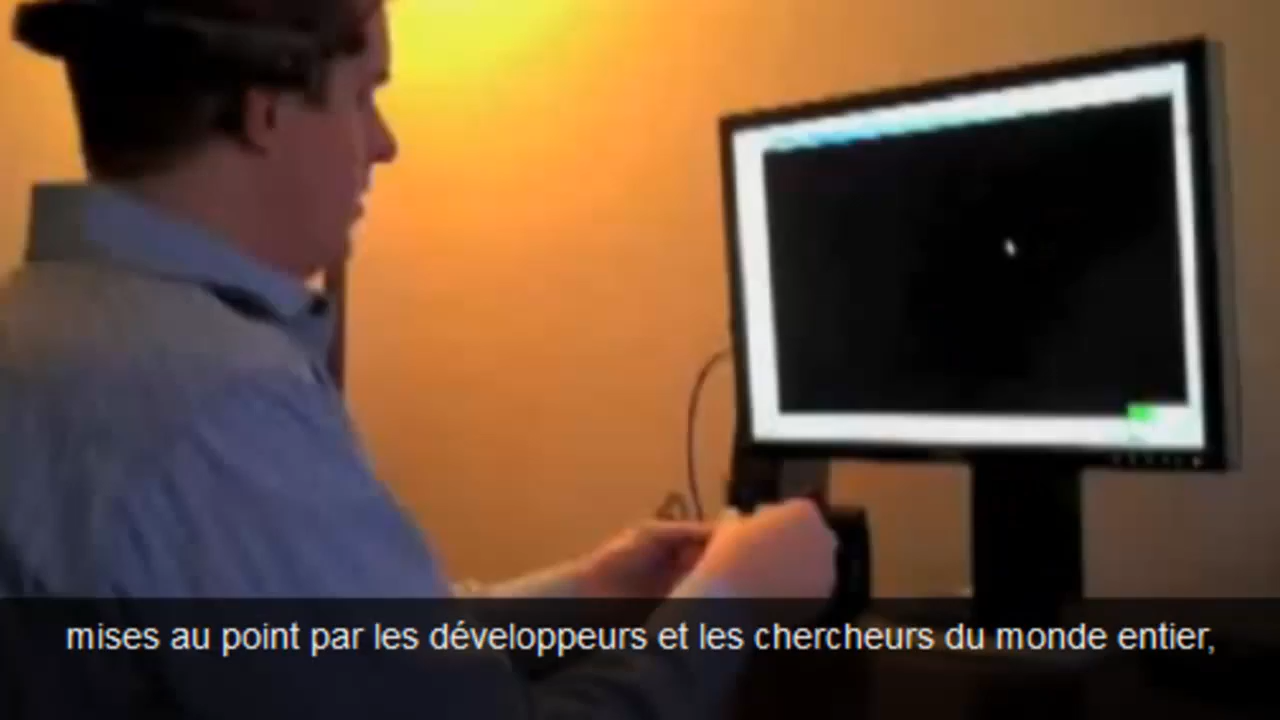 mises au point par les développeurs et les chercheurs du monde entier,